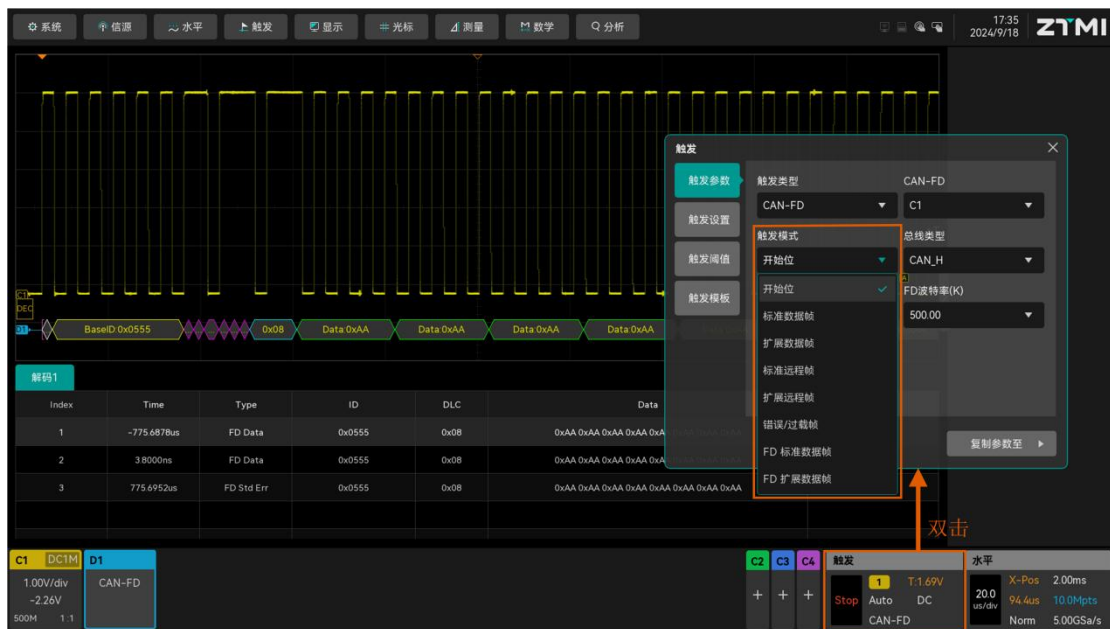 系统 信源 水平 触发 显示 光标 测量 数学 分析
17:35
2024/9/18
ZTMI
触发
触发参数
触发设置
触发阈值
触发模板
触发类型
CAN-FD
触发模式
开始位
开始位
标准数据帧
扩展数据帧
标准远程帧
扩展远程帧
错误/过载帧
FD 标准数据帧
FD 扩展数据帧
CAN-FD
C1
总线类型
CAN_H
FD波特率(K)
500.00
复制参数至
C1
DEC
D1
BaseID:0x0555 0x08 Data:0xAA Data:0xAA Data:0xAA Data:0xAA
解码1
Index Time Type ID DLC Data
1 -775.6878us FD Data 0x0555 0x08 0xAA 0xAA 0xAA 0xAA 0xA
2 3.8000ns FD Data 0x0555 0x08 0xAA 0xAA 0xAA 0xAA 0xA
3 775.6952us FD Std Err 0x0555 0x08 0xAA 0xAA 0xAA 0xAA 0xAA 0xAA 0xAA 0xAA
双击
C1 DC1M
1.00V/div
-2.26V
500M 1:1
D1
CAN-FD
C2 C3 C4
+ + +
触发
Stop
1 T:1.69V
Auto DC
CAN-FD
水平
20.0
us/div
X-Pos 2.00ms
94.4us 10.0Mpts
Norm 5.00GSa/s